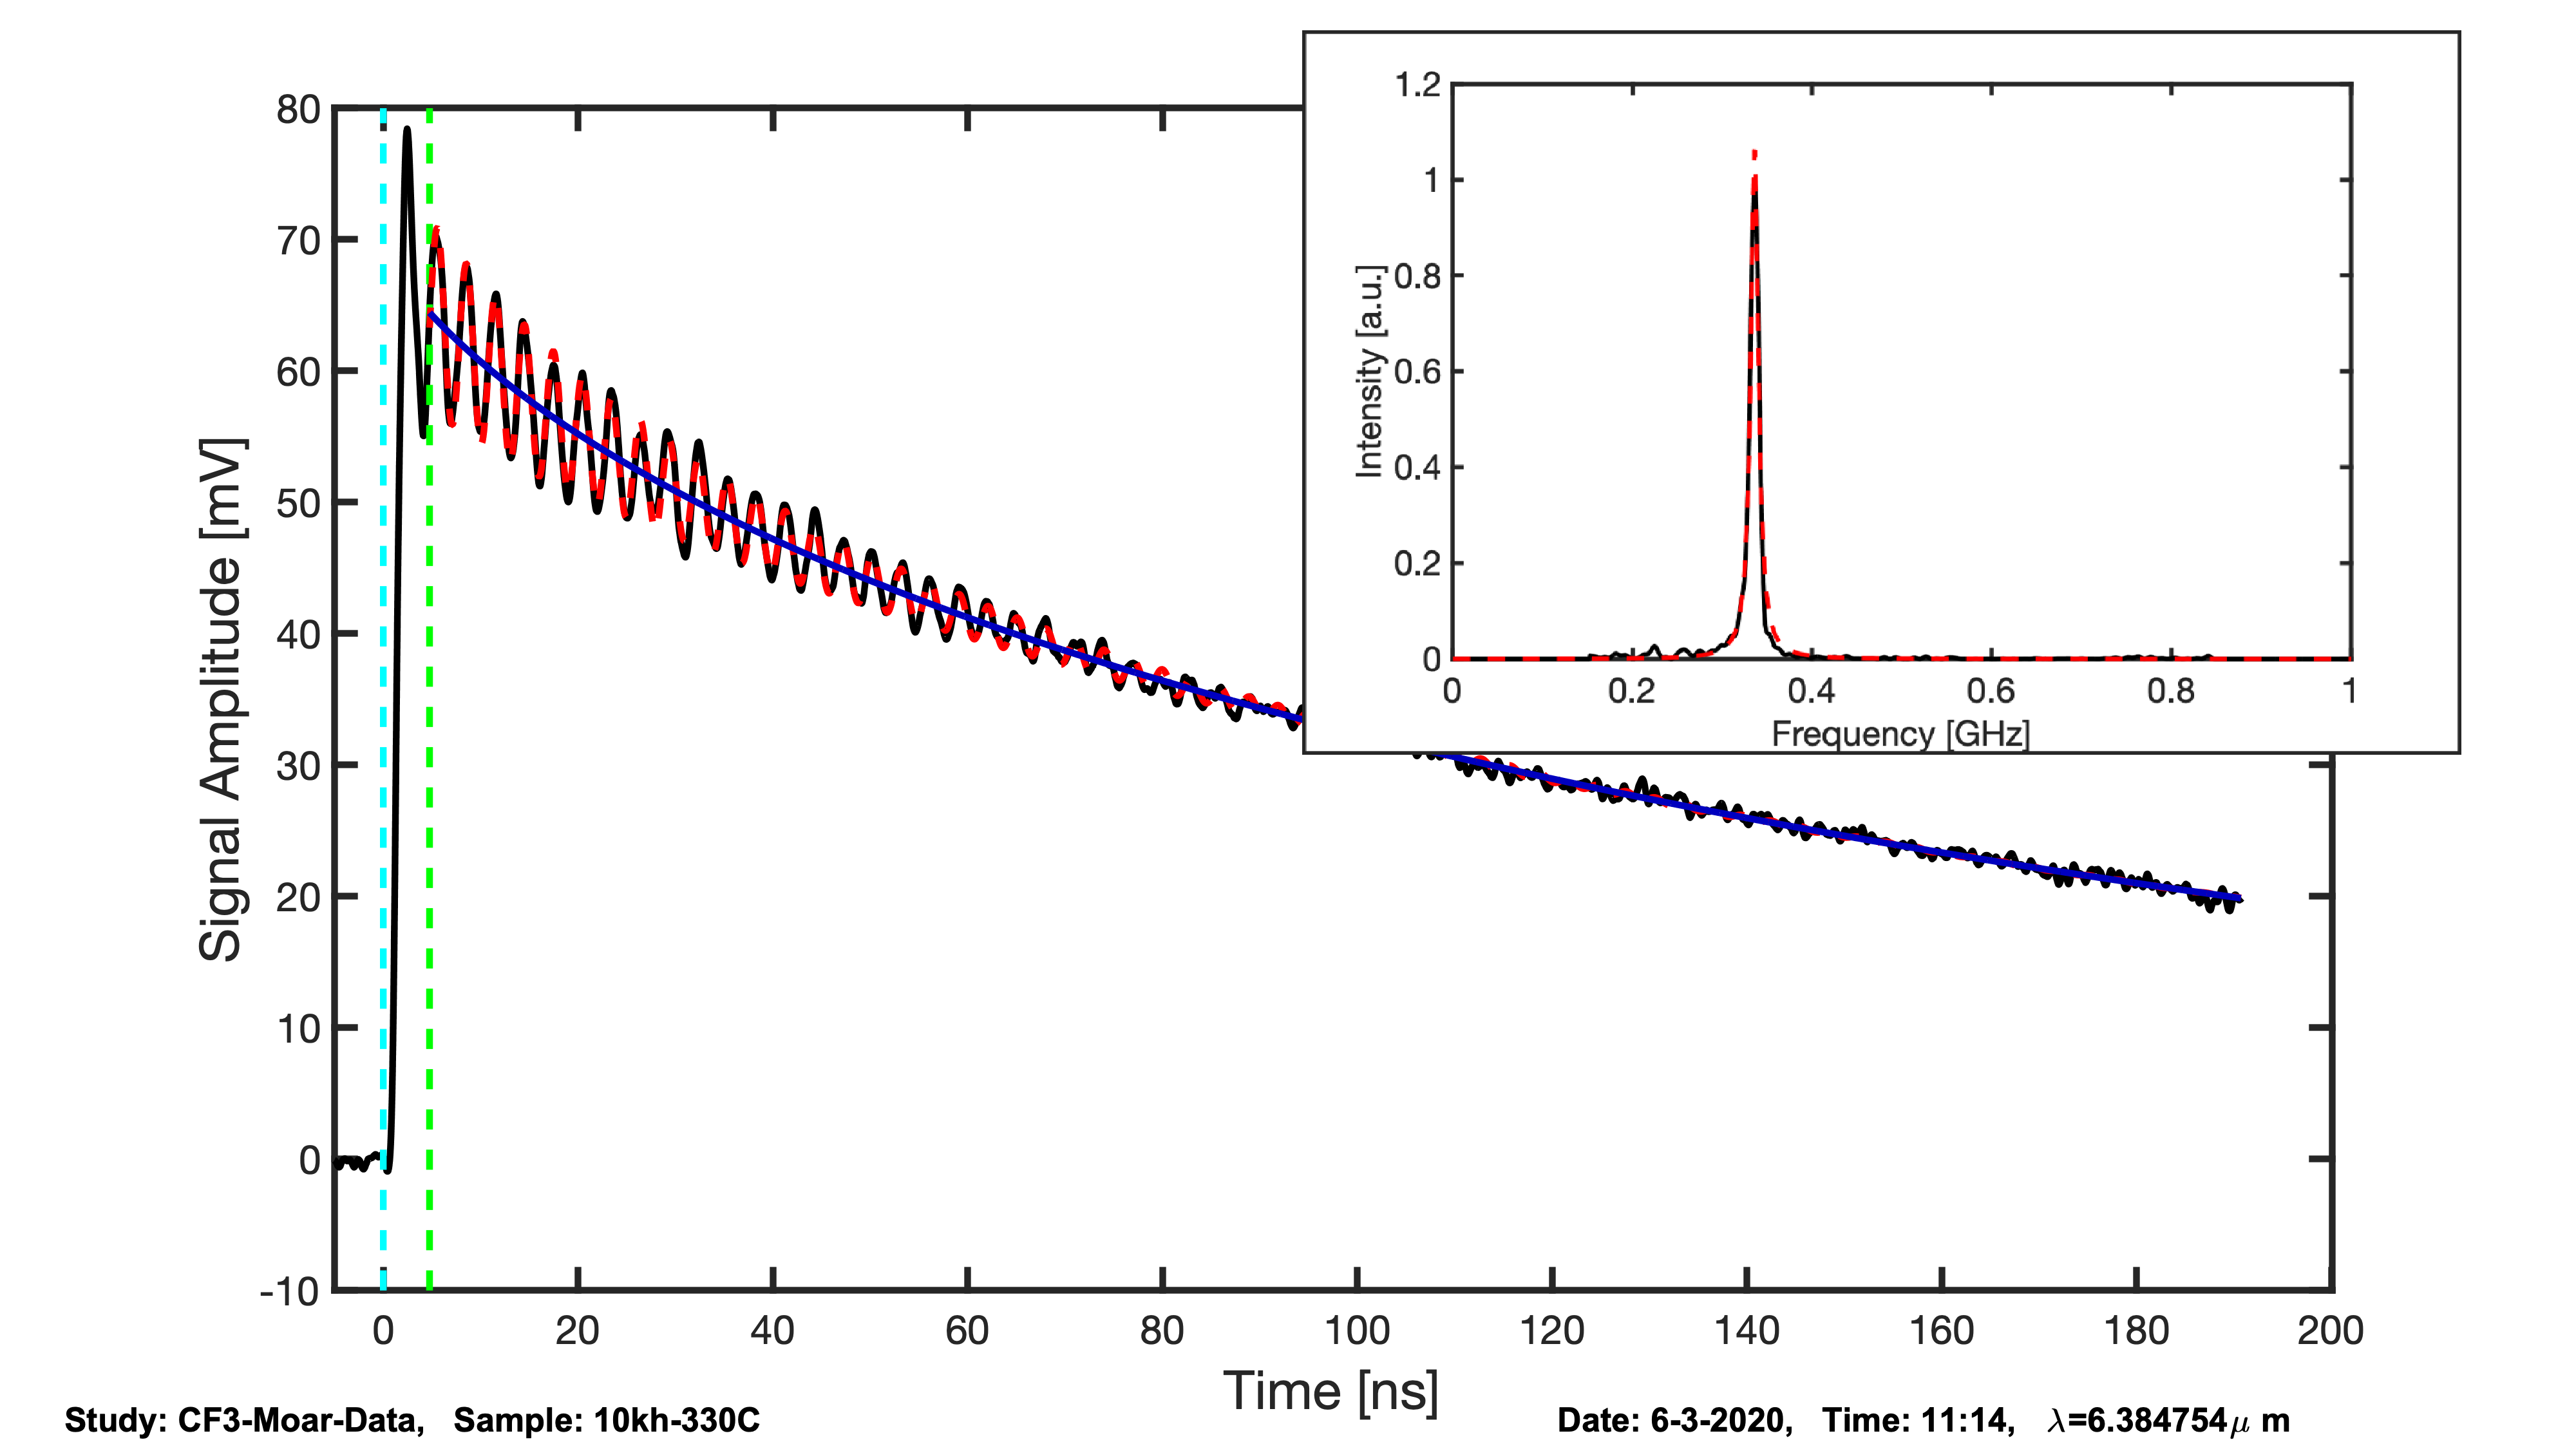 1.2
1
0.8
0.6
0.4
0.2
0
Intensity [a.u.]
0 0.2 0.4 0.6 0.8 1
Frequency [GHz]
80
70
60
50
40
30
20
10
0
-10
Signal Amplitude [mV]
0 20 40 60 80 100 120 140 160 180 200
Time [ns]
Study: CF3-Moar-Data, Sample: 10kh-330C
Date: 6-3-2020, Time: 11:14, λ=6.384754μ m